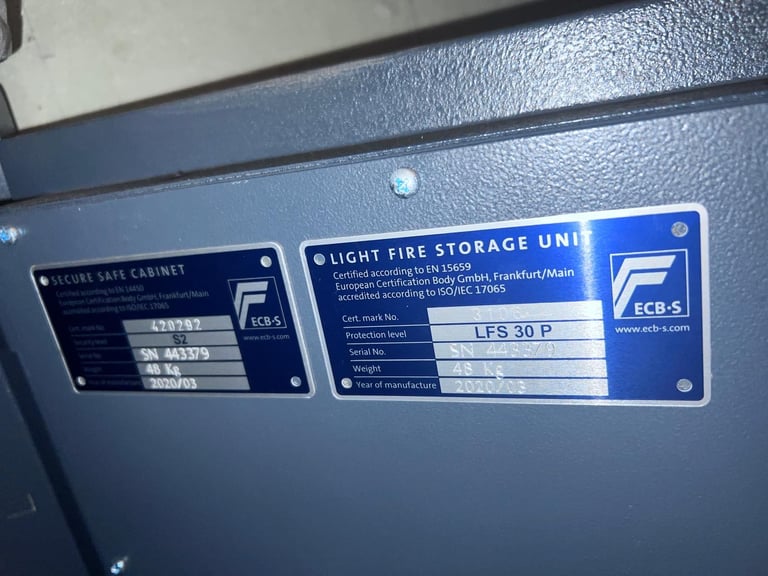 SECURE SAFE CABINET
Certified according to EN 14450
European Certification Body GmbH, Frankfurt/Main
accredited according to ISO/IEC 17065
Cert. mark No. 420292
Security level S2
Serial No. SN 443379
Weight 48 Kg
Year of manufacture 2020/03
ECB·S
www.ecb-s.com
LIGHT FIRE STORAGE UNIT
Certified according to EN 15659
European Certification Body GmbH, Frankfurt/Main
accredited according to ISO/IEC 17065
Cert. mark No.
Protection level LFS 30 P
Serial No. SN 443379
Weight 48 Kg
Year of manufacture 2020/03
ECB·S
www.ecb-s.com